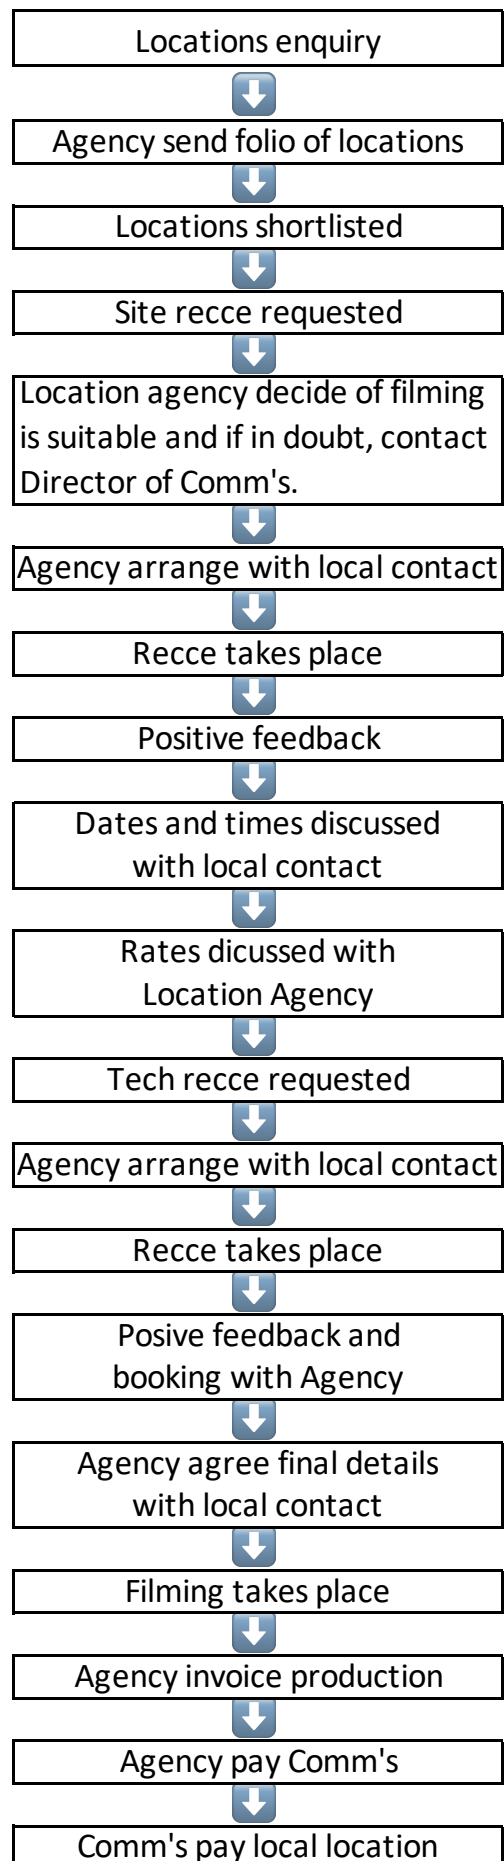 Locations enquiry
Agency send folio of locations
Locations shortlisted
Site recce requested
Location agency decide of filming
is suitable and if in doubt, contact
Director of Comm's.
Agency arrange with local contact
Recce takes place
Positive feedback
Dates and times discussed
with local contact
Rates dicussed with
Location Agency
Tech recce requested
Agency arrange with local contact
Recce takes place
Posive feedback and
booking with Agency
Agency agree final details
with local contact
Filming takes place
Agency invoice production
Agency pay Comm's
Comm's pay local location